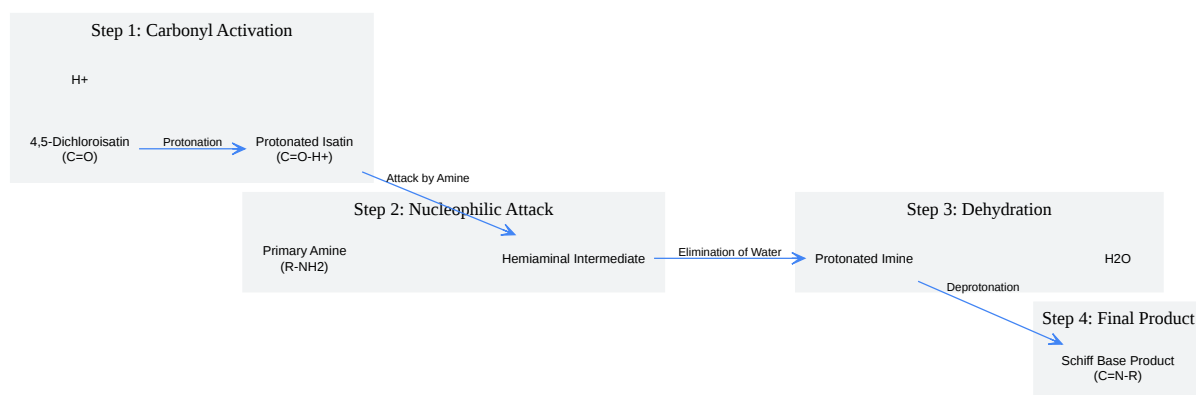 Step 1: Carbonyl Activation
H+
4,5-Dichloroisatin
(C=O)
Protonation
Protonated Isatin
(C=O-H+)
Attack by Amine
Step 2: Nucleophilic Attack
Primary Amine
(R-NH2)
Hemiaminal Intermediate
Elimination of Water
Step 3: Dehydration
Protonated Imine
H2O
Deprotonation
Step 4: Final Product
Schiff Base Product
(C=N-R)